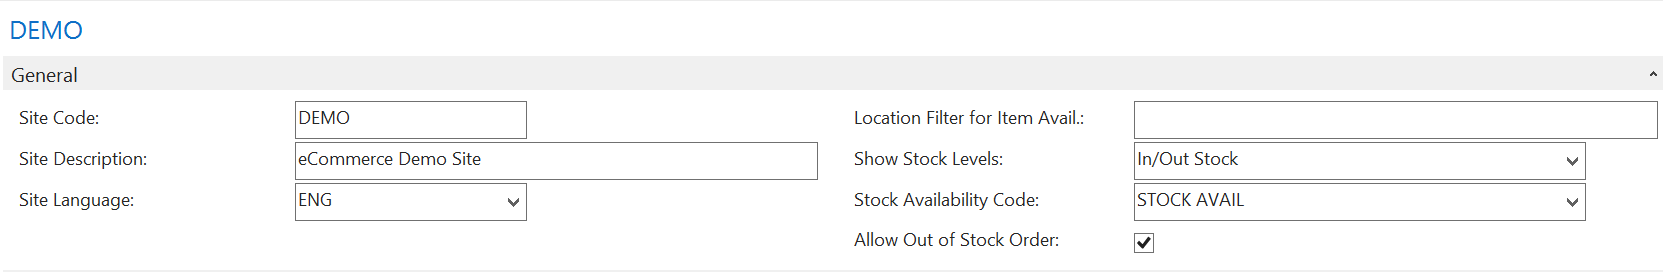 DEMO
General
Site Code: DEMO
Site Description: eCommerce Demo Site
Site Language: ENG
Location Filter for Item Avail.:
Show Stock Levels: In/Out Stock
Stock Availability Code: STOCK AVAIL
Allow Out of Stock Order: